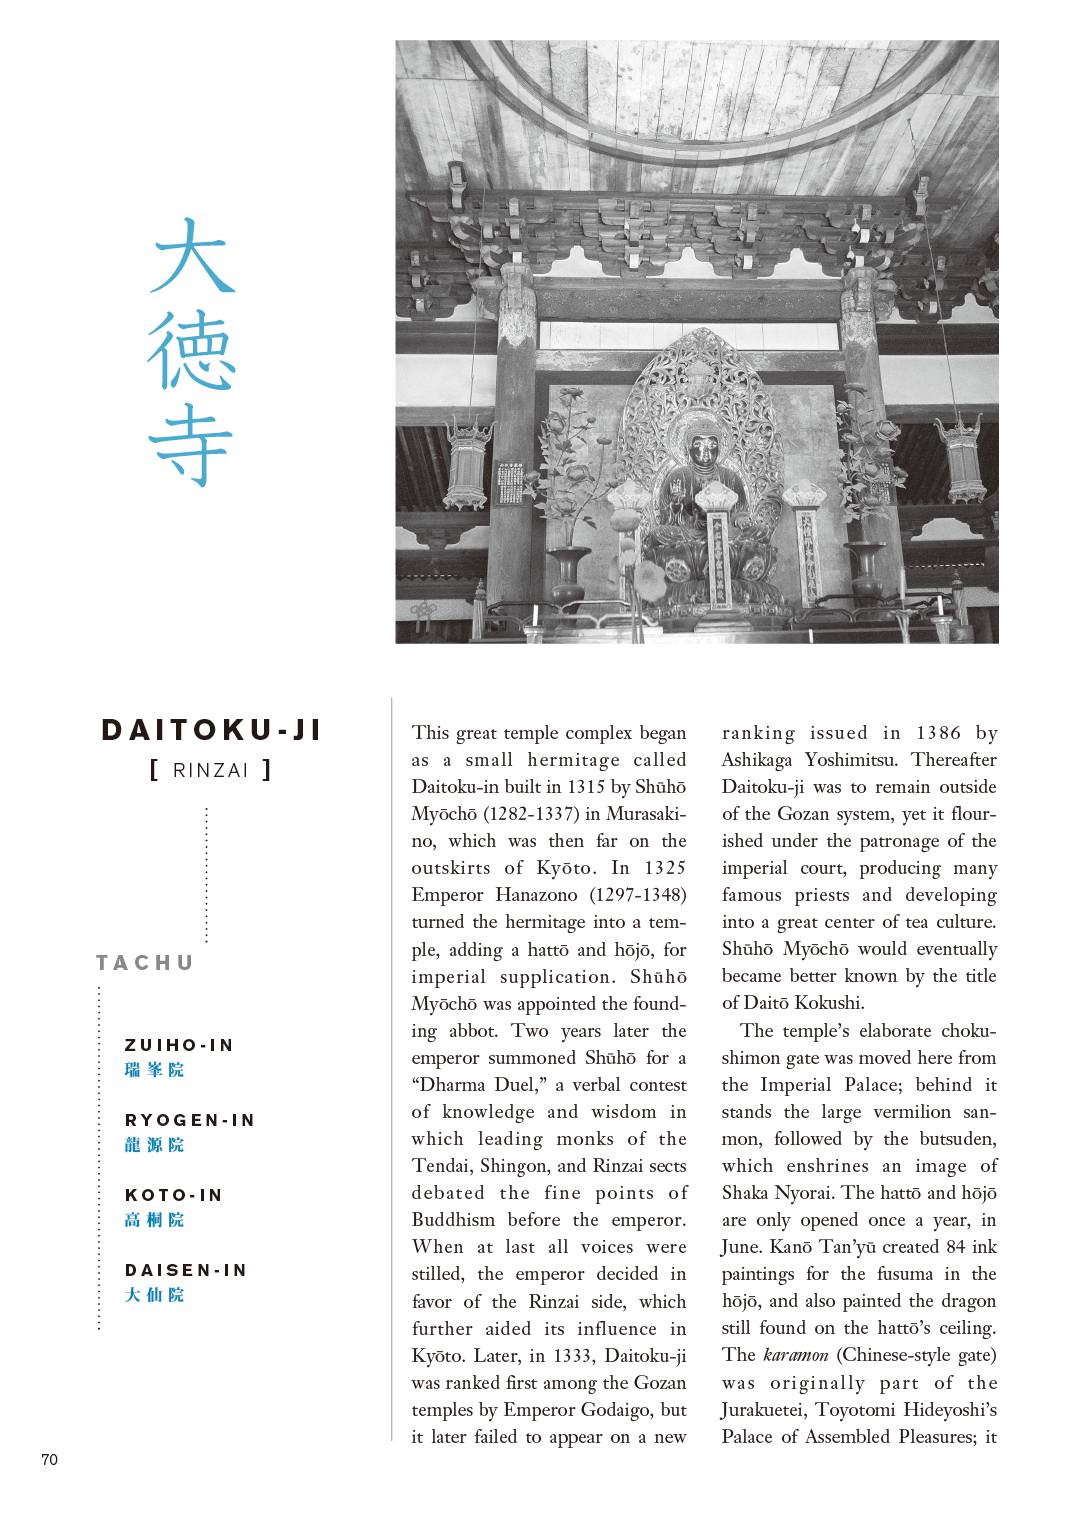 大
徳
寺
DAITOKU-JI
[ RINZAI ]
TACHU
ZUIHO-IN
瑞峯院
RYOGEN-IN
龍源院
KOTO-IN
高桐院
DAISEN-IN
大仙院
This great temple complex began
as a small hermitage called
Daitoku-in built in 1315 by Shūhō
Myōchō (1282-1337) in Murasaki-
no, which was then far on the
outskirts of Kyōto. In 1325
Emperor Hanazono (1297-1348)
turned the hermitage into a tem-
ple, adding a hattō and hōjō, for
imperial supplication. Shūhō
Myōchō was appointed the found-
ing abbot. Two years later the
emperor summoned Shūhō for a
“Dharma Duel,” a verbal contest
of knowledge and wisdom in
which leading monks of the
Tendai, Shingon, and Rinzai sects
debated the fine points of
Buddhism before the emperor.
When at last all voices were
stilled, the emperor decided in
favor of the Rinzai side, which
further aided its influence in
Kyōto. Later, in 1333, Daitoku-ji
was ranked first among the Gozan
temples by Emperor Godaigo, but
it later failed to appear on a new
ranking issued in 1386 by
Ashikaga Yoshimitsu. Thereafter
Daitoku-ji was to remain outside
of the Gozan system, yet it flour-
ished under the patronage of the
imperial court, producing many
famous priests and developing
into a great center of tea culture.
Shūhō Myōchō would eventually
became better known by the title
of Daitō Kokushi.
The temple’s elaborate choku-
shimon gate was moved here from
the Imperial Palace; behind it
stands the large vermilion san-
mon, followed by the butsuden,
which enshrines an image of
Shaka Nyorai. The hattō and hōjō
are only opened once a year, in
June. Kanō Tan’yū created 84 ink
paintings for the fusuma in the
hōjō, and also painted the dragon
still found on the hattō’s ceiling.
The karamon (Chinese-style gate)
was originally part of the
Jurakuetei, Toyotomi Hideyoshi’s
Palace of Assembled Pleasures; it
70